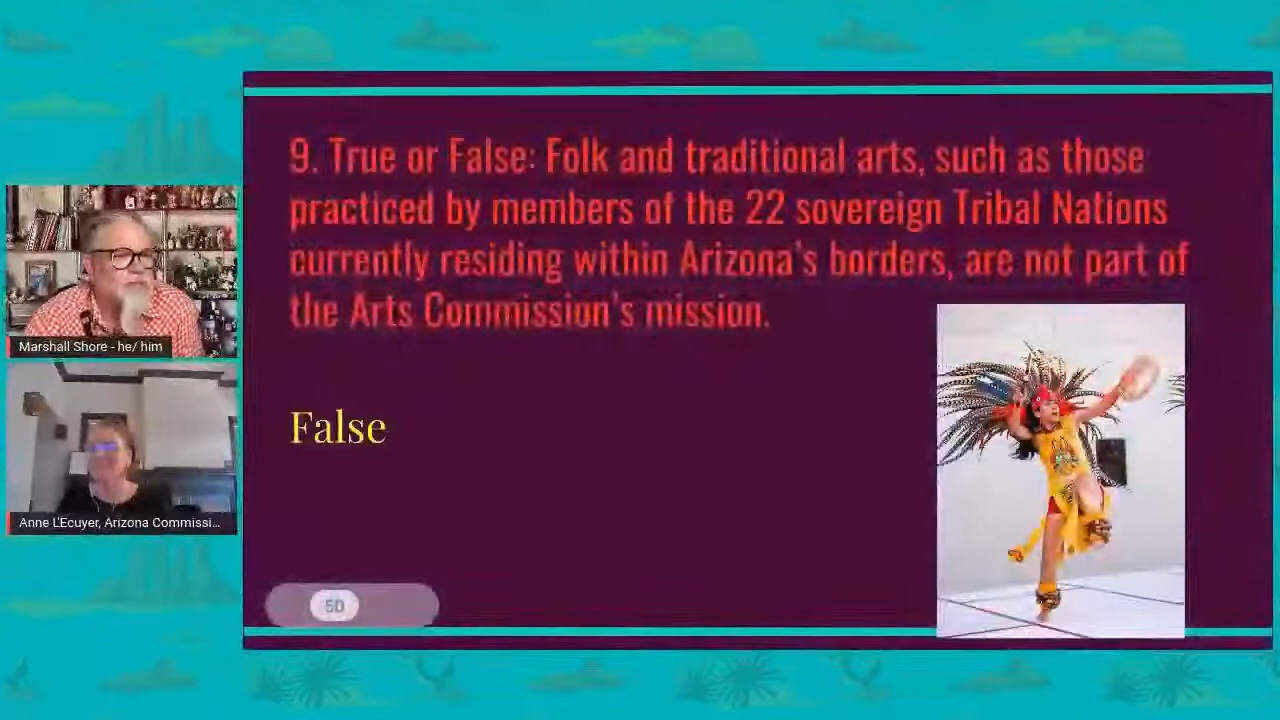 9. True or False: Folk and traditional arts, such as those
practiced by members of the 22 sovereign Tribal Nations
currently residing within Arizona's borders, are not part of
the Arts Commission's mission.
False
50
Marshall Shore - he/ him
Anne L'Ecuyer, Arizona Commissi...